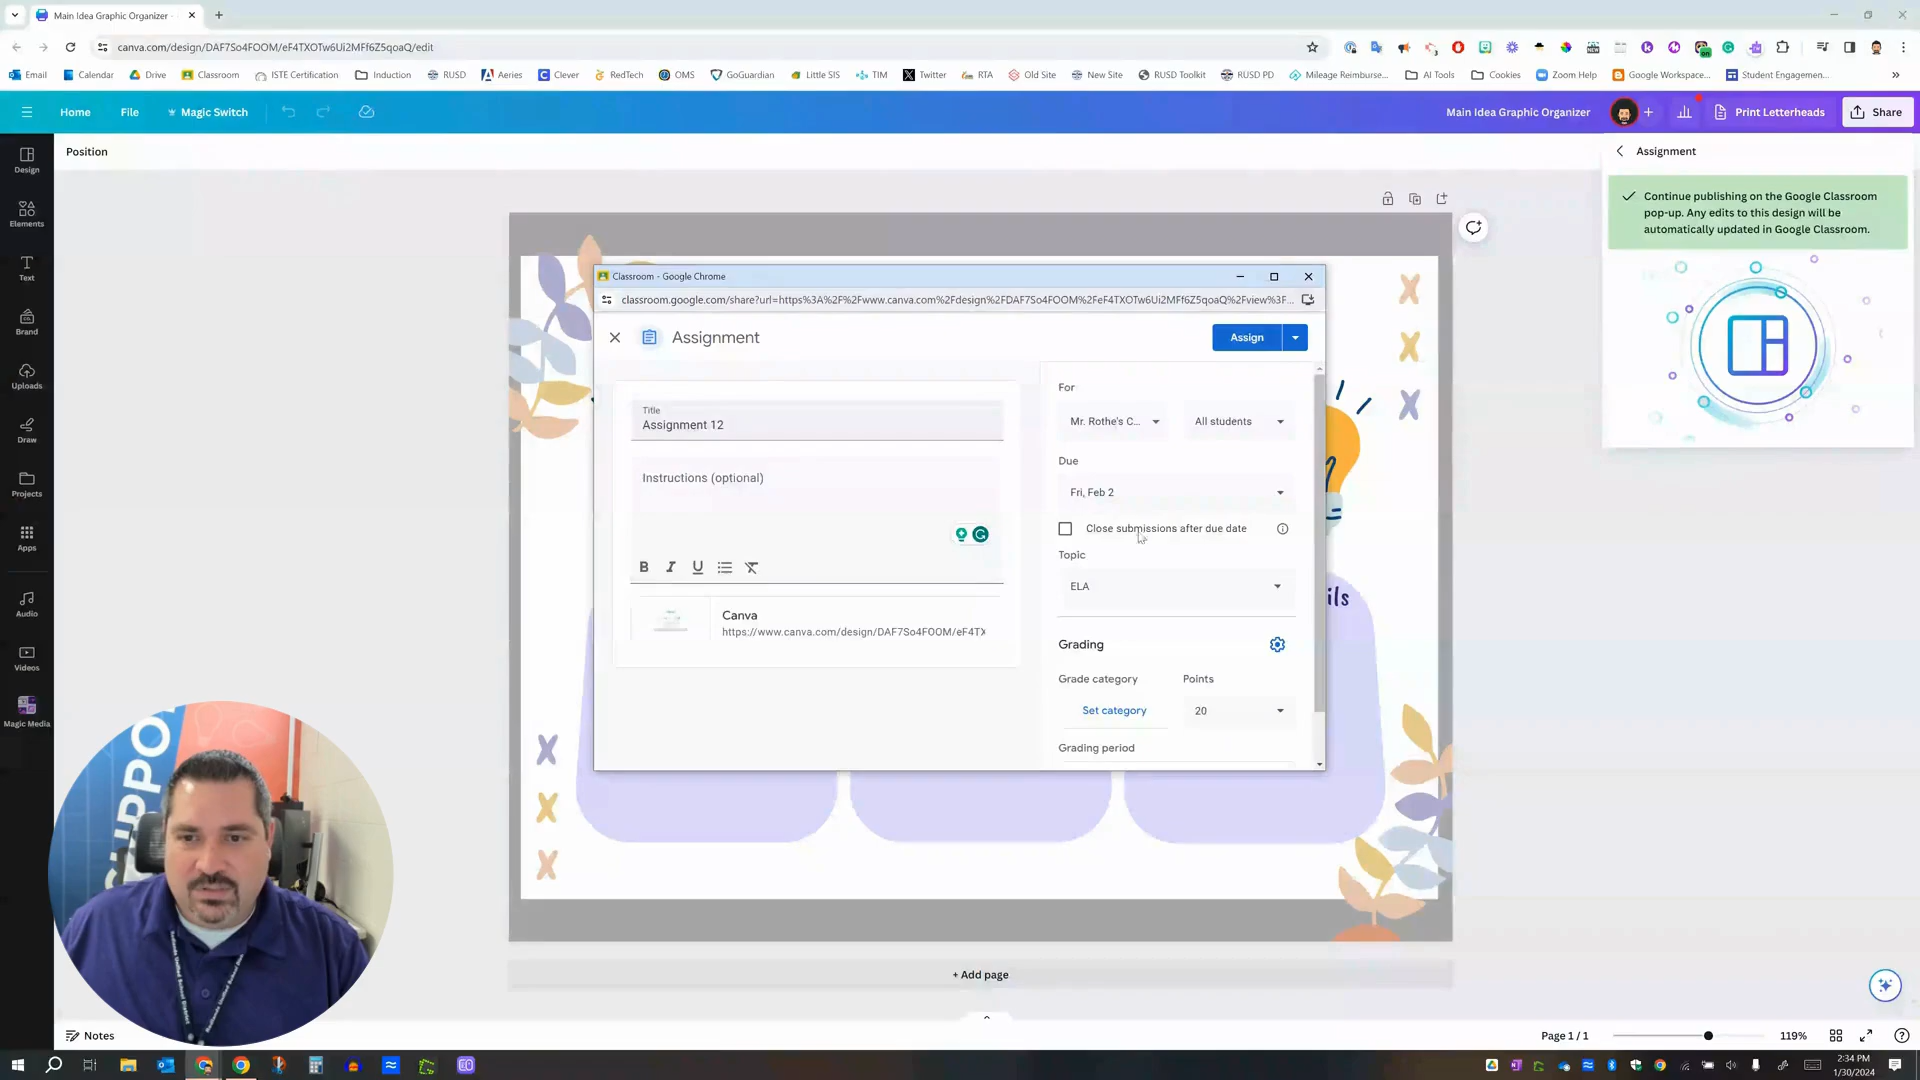 Main Idea Graphic Organizer
canva.com/design/DAF7So4FOOM/eF4TXOTw6Ui2MFf6Z5qoaQ/edit
Email Calendar Drive Classroom ISTE Certification Induction RUSD Aeries Clever RedTech OMS GoGuardian Little SIS TIM Twitter RTA Old Site New Site RUSD Toolkit RUSD PD Mileage Reimburse... AI Tools Cookies Zoom Help Google Workspace... Student Engagemen...
Home File Magic Switch Main Idea Graphic Organizer Print Letterheads Share
Position
Design
Elements
Text
Brand
Uploads
Draw
Projects
Apps
Audio
Videos
Magic Media
Assignment
Continue publishing on the Google Classroom
pop-up. Any edits to this design will be
automatically updated in Google Classroom.
Classroom - Google Chrome
classroom.google.com/share?url=https%3A%2F%2Fwww.canva.com%2Fdesign%2FDAF7So4FOOM%2FeF4TXOTw6Ui2MFf6Z5qoaQ%2Fview%3F...
Assignment Assign
Title
Assignment 12
Instructions (optional)
B I U
Canva
https://www.canva.com/design/DAF7So4FOOM/eF4TX
For
Mr. Rothe's C... All students
Due
Fri, Feb 2
Close submissions after due date
Topic
ELA
Grading
Grade category Points
Set category 20
Grading period
ils
SUPPO
+ Add page
Notes Page 1 / 1 119%
2:34 PM
1/30/2024